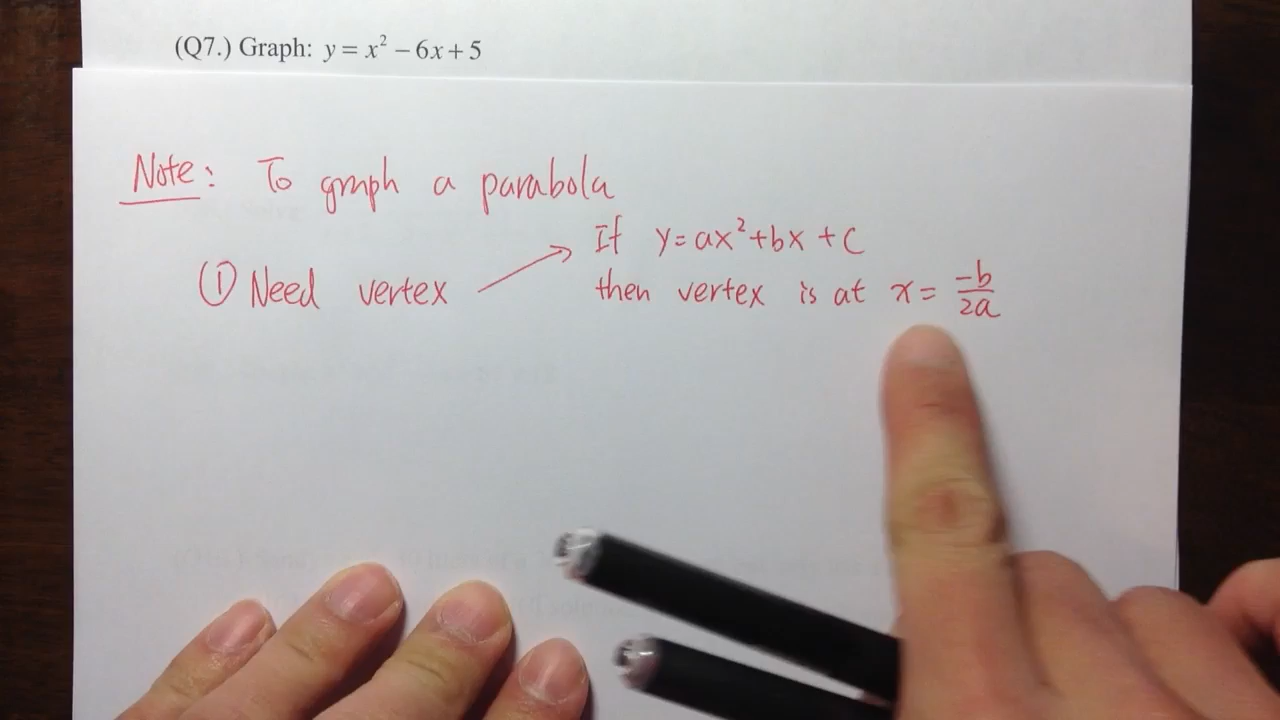 (Q7.) Graph: y = x² − 6x + 5
Note: To graph a parabola
If y = ax² + bx + c
① Need vertex
then vertex is at x = -b/2a